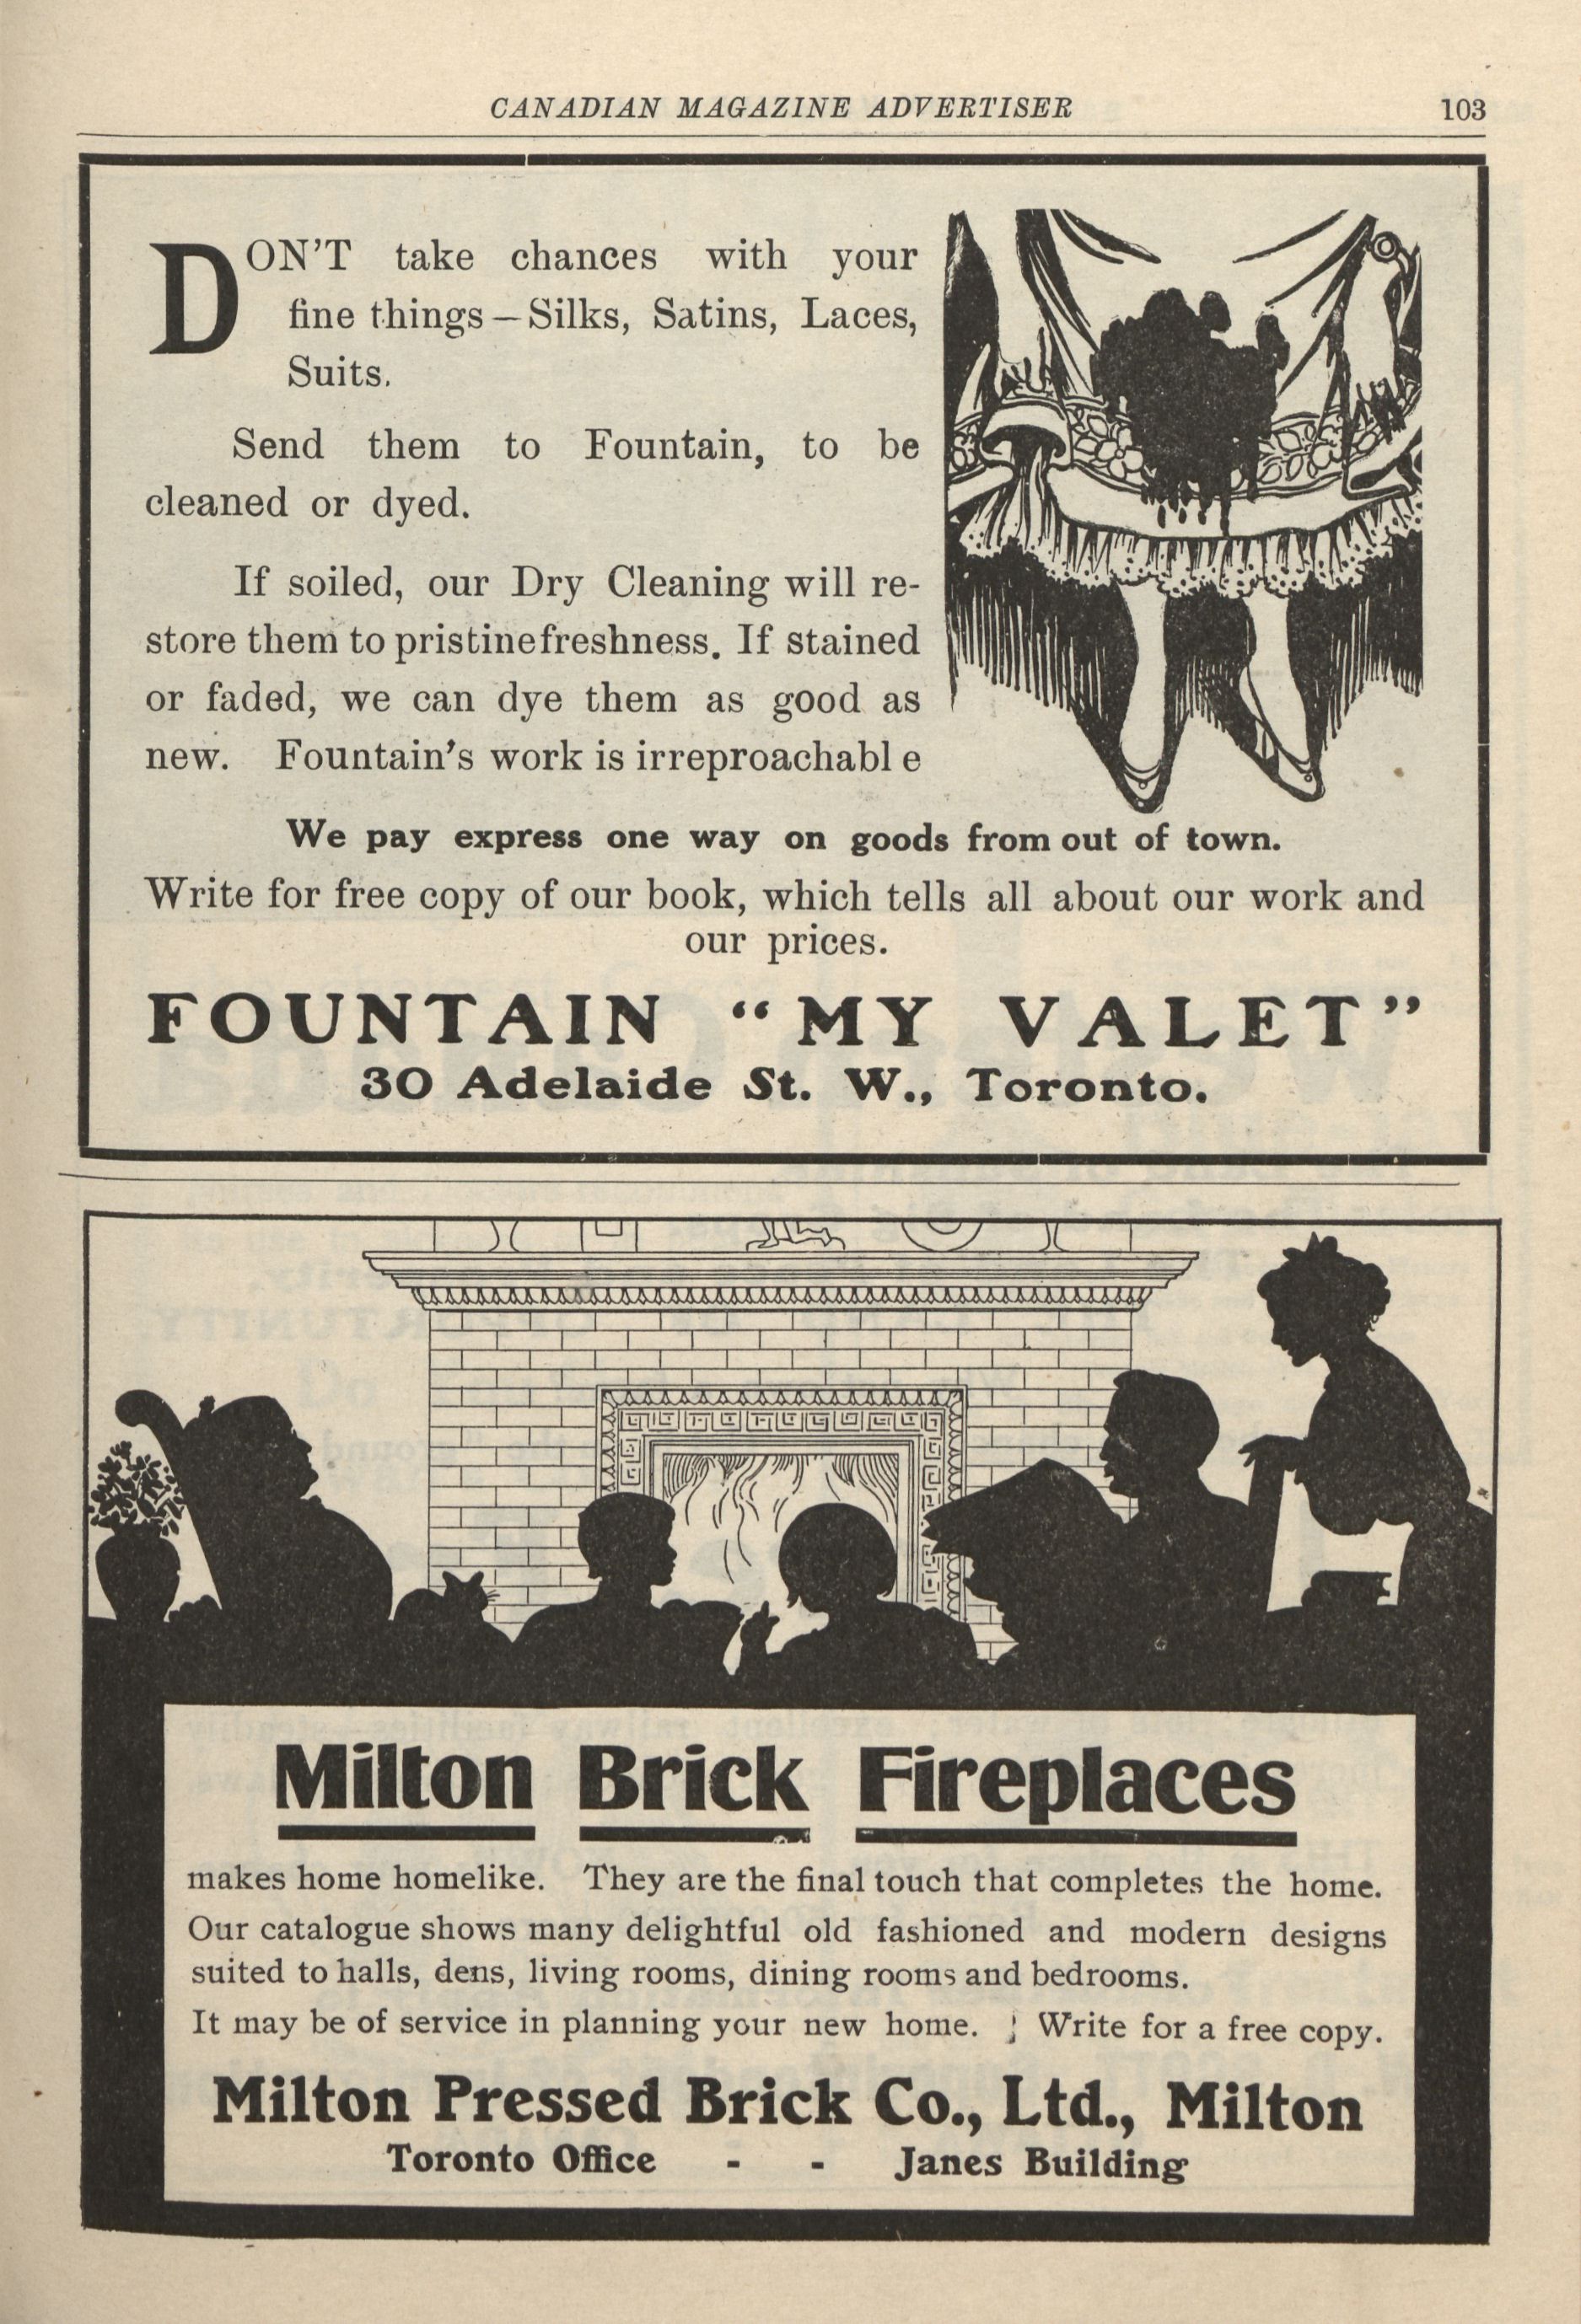 CANADIAN MAGAZINE ADVERTISER 103
DON'T take chances with your
fine things—Silks, Satins, Laces,
Suits.
Send them to Fountain, to be
cleaned or dyed.
If soiled, our Dry Cleaning will re-
store them to pristine freshness. If stained
or faded, we can dye them as good as
new. Fountain's work is irreproachabl e
We pay express one way on goods from out of town.
Write for free copy of our book, which tells all about our work and
our prices.
FOUNTAIN "MY VALET"
30 Adelaide St. W., Toronto.
Milton Brick Fireplaces
makes home homelike. They are the final touch that completes the home.
Our catalogue shows many delightful old fashioned and modern designs
suited to halls, dens, living rooms, dining rooms and bedrooms.
It may be of service in planning your new home. Write for a free copy.
Milton Pressed Brick Co., Ltd., Milton
Toronto Office - - Janes Building